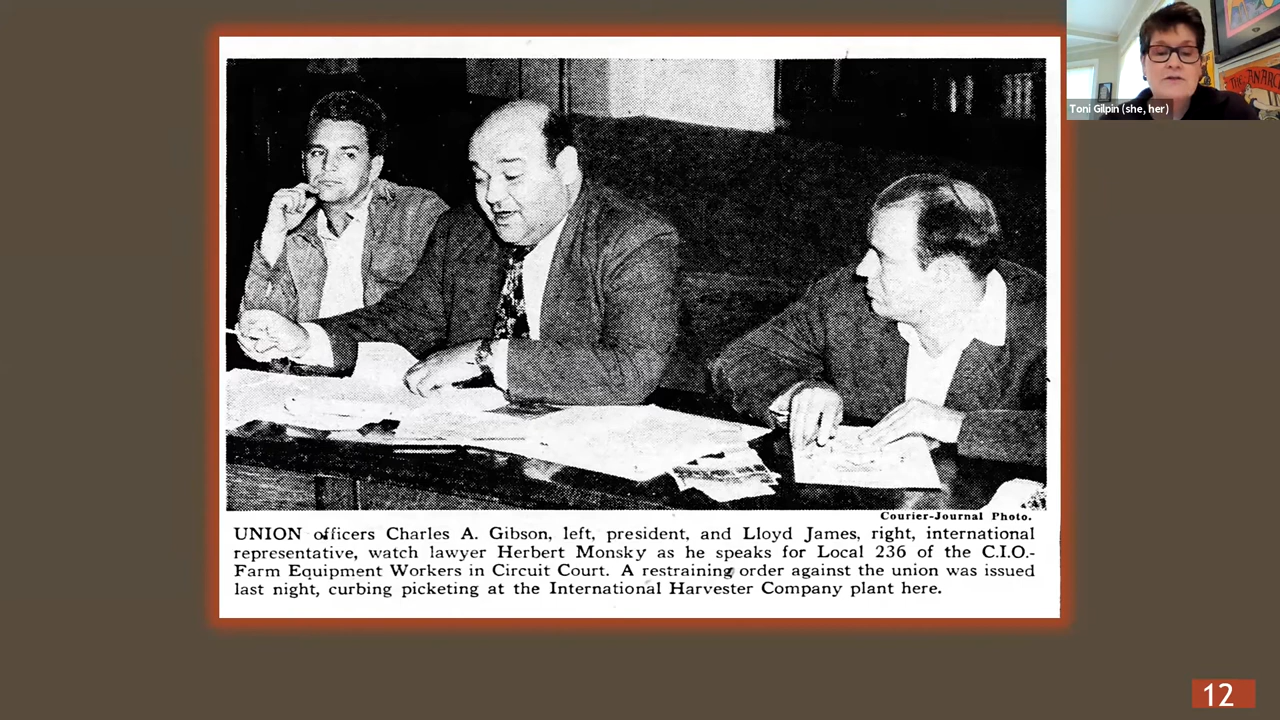 Toni Gilpin (she, her)
THE ANARC
Courier-Journal Photo.
UNION officers Charles A. Gibson, left, president, and Lloyd James, right, international
representative, watch lawyer Herbert Monsky as he speaks for Local 236 of the C.I.O.-
Farm Equipment Workers in Circuit Court. A restraining order against the union was issued
last night, curbing picketing at the International Harvester Company plant here.
12